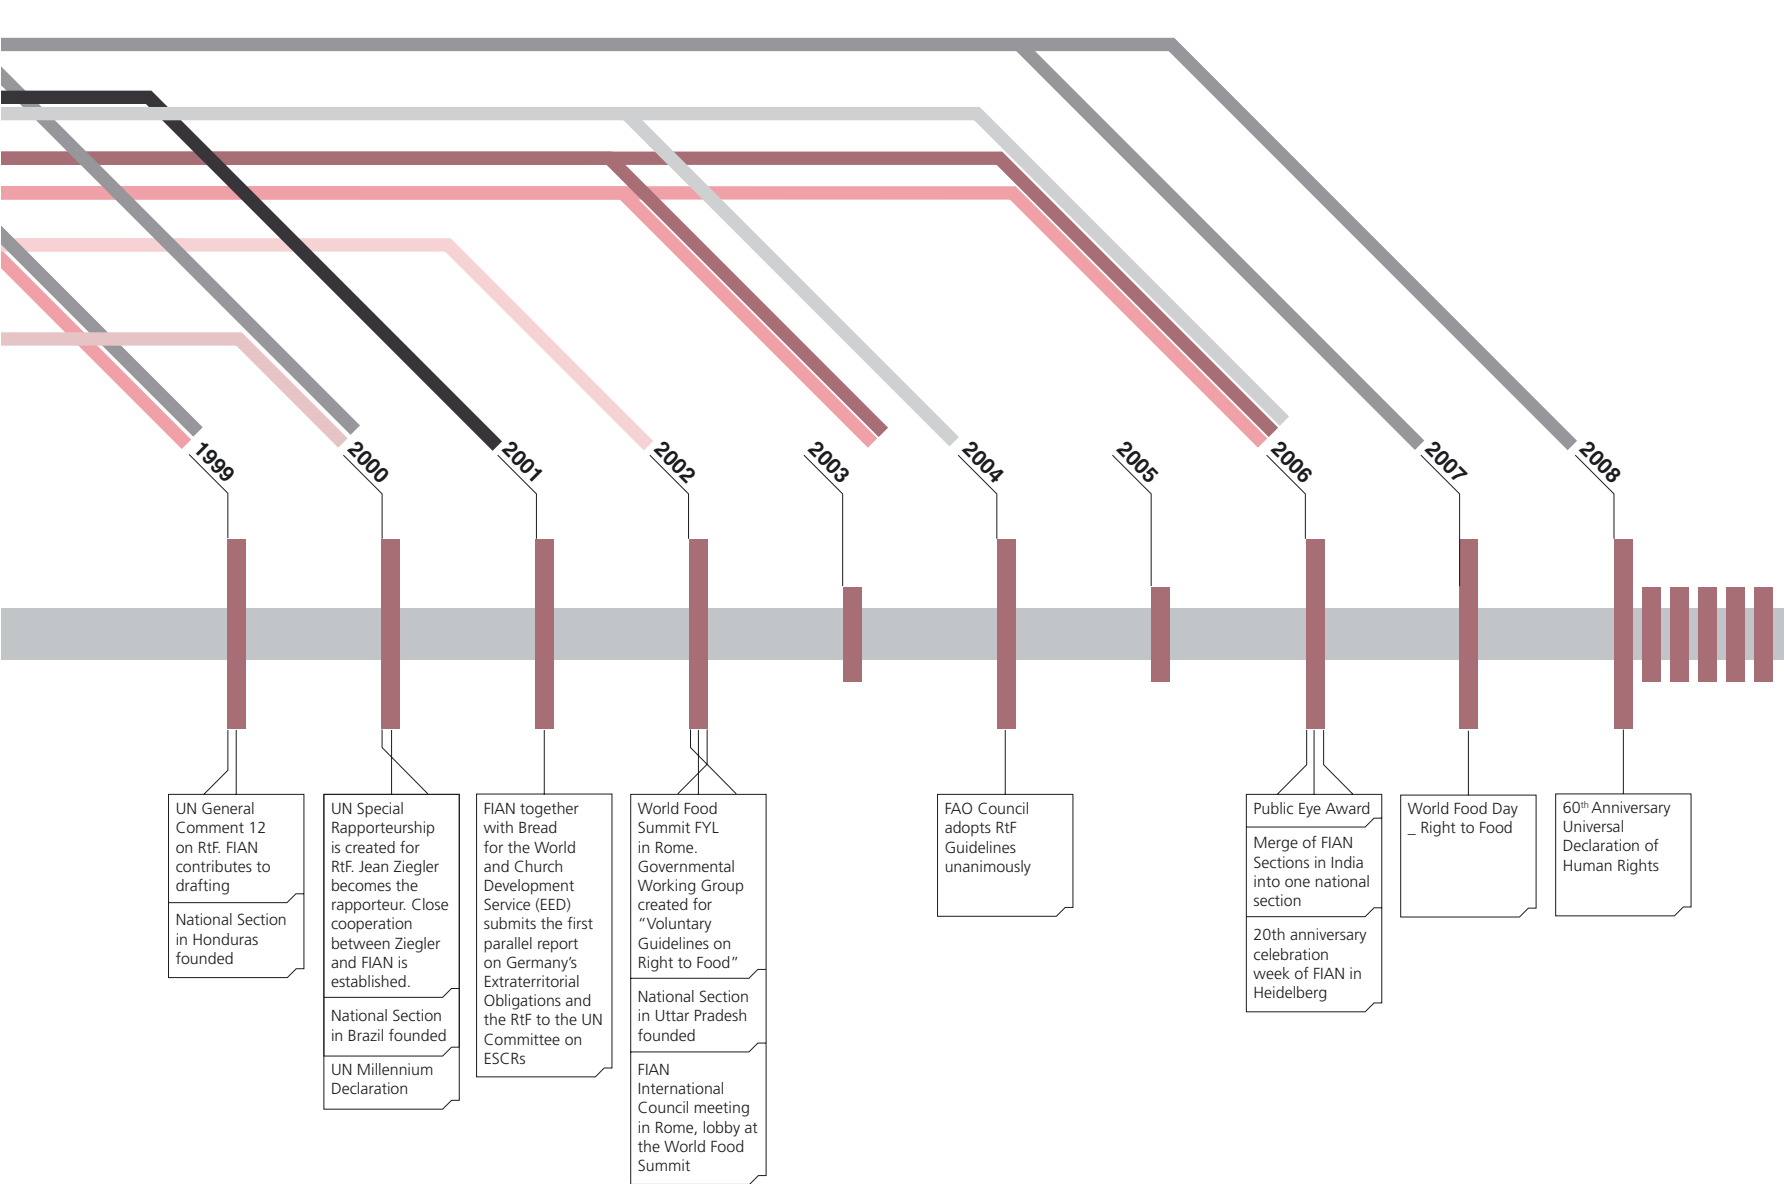 1999
2000
2001
2002
2003
2004
2005
2006
2007
2008
UN General
Comment 12
on RtF. FIAN
contributes to
drafting
National Section
in Honduras
founded
UN Special
Rapporteurship
is created for
RtF. Jean Ziegler
becomes the
rapporteur. Close
cooperation
between Ziegler
and FIAN is
established.
National Section
in Brazil founded
UN Millennium
Declaration
FIAN together
with Bread
for the World
and Church
Development
Service (EED)
submits the first
parallel report
on Germany’s
Extraterritorial
Obligations and
the RtF to the UN
Committee on
ESCRs
World Food
Summit FYL
in Rome.
Governmental
Working Group
created for
“Voluntary
Guidelines on
Right to Food”
National Section
in Uttar Pradesh
founded
FIAN
International
Council meeting
in Rome, lobby at
the World Food
Summit
FAO Council
adopts RtF
Guidelines
unanimously
Public Eye Award
Merge of FIAN
Sections in India
into one national
section
20th anniversary
celebration
week of FIAN in
Heidelberg
World Food Day
_ Right to Food
60th Anniversary
Universal
Declaration of
Human Rights